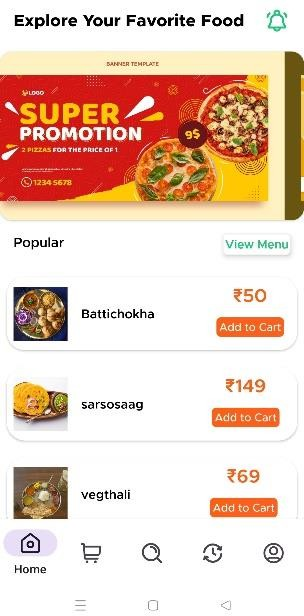 Explore Your Favorite Food
BANNER TEMPLATE
LOGO
SUPER
PROMOTION
2 PIZZAS FOR THE PRICE OF 1
9$
1234 5678
Popular
View Menu
₹50
Battichokha
Add to Cart
₹149
sarsosaag
Add to Cart
₹69
vegthali
Add to Cart
Home